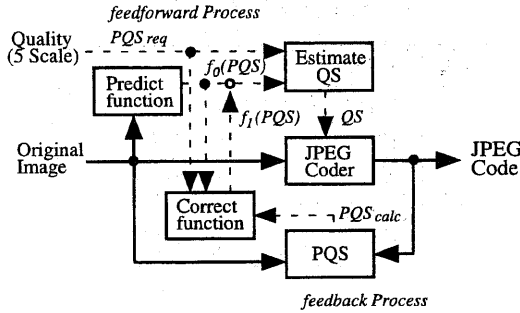 feedforward Process
Quality
(5 Scale)
PQS req
Estimate
QS
Predict
function
f0(PQS)
f1(PQS)
QS
Original
Image
JPEG
Coder
JPEG
Code
Correct
function
PQS calc
PQS
feedback Process